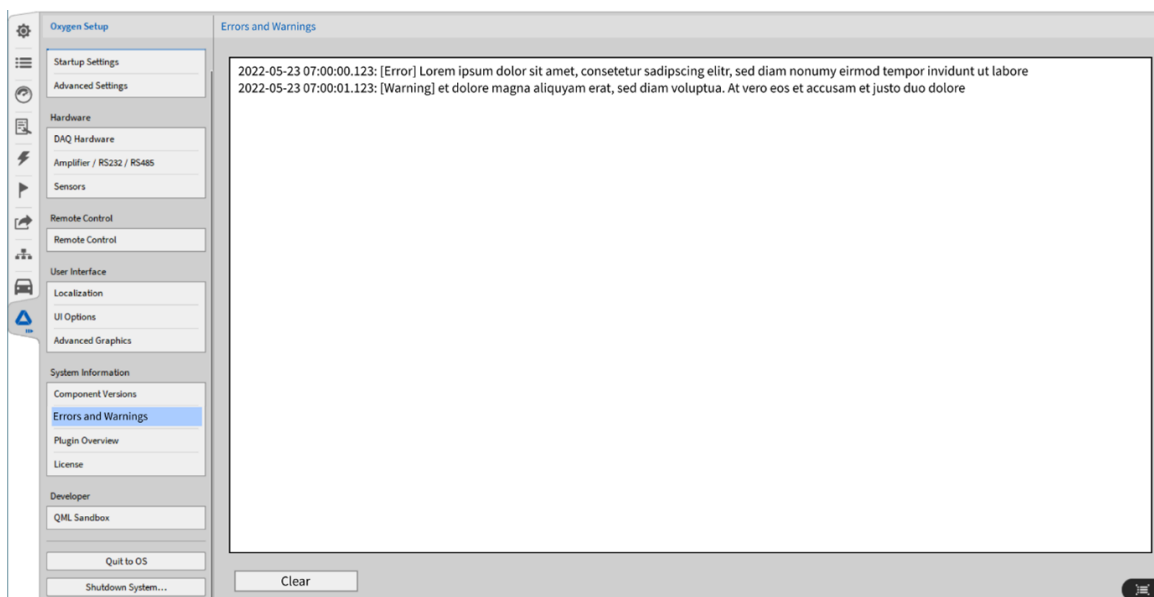 Oxygen Setup
Errors and Warnings
Startup Settings
Advanced Settings
Hardware
DAQ Hardware
Amplifier / RS232 / RS485
Sensors
Remote Control
Remote Control
User Interface
Localization
UI Options
Advanced Graphics
System Information
Component Versions
Errors and Warnings
Plugin Overview
License
Developer
QML Sandbox
Quit to OS
Shutdown System...
2022-05-23 07:00:00.123: [Error] Lorem ipsum dolor sit amet, consetetur sadipscing elitr, sed diam nonumy eirmod tempor invidunt ut labore
2022-05-23 07:00:01.123: [Warning] et dolore magna aliquyam erat, sed diam voluptua. At vero eos et accusam et justo duo dolore
Clear